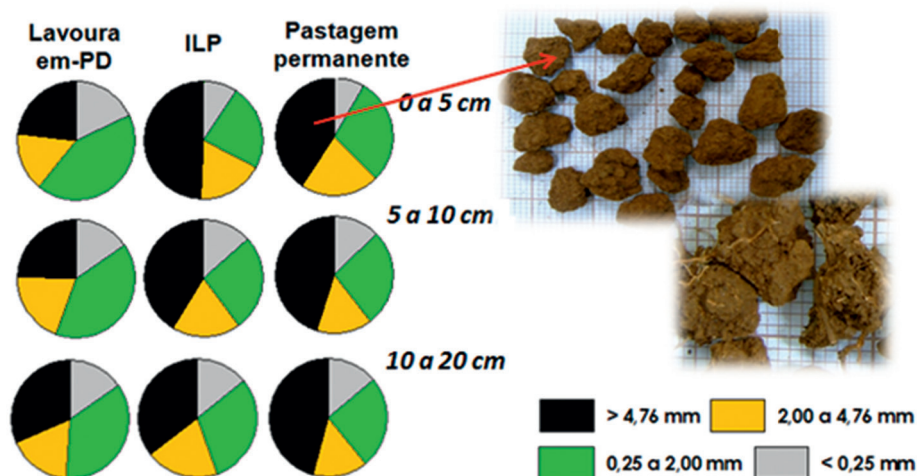 Lavoura
em-PD
ILP
Pastagem
permanente
0 a 5 cm
5 a 10 cm
10 a 20 cm
> 4,76 mm
2,00 a 4,76 mm
0,25 a 2,00 mm
< 0,25 mm